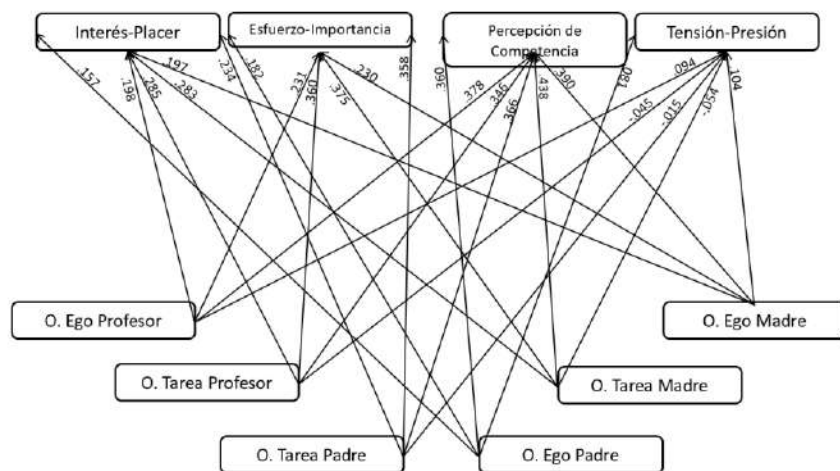 Interés-Placer
Esfuerzo-Importancia
Percepción de
Competencia
Tensión-Presión
.157
.198
.285
.283
.197
.234
.182
.231
.360
.375
.230
.358
.309
.378
.346
.366
.438
.390
.081
-.045
-.015
-.054
.094
.104
O. Ego Profesor
O. Ego Madre
O. Tarea Profesor
O. Tarea Madre
O. Tarea Padre
O. Ego Padre